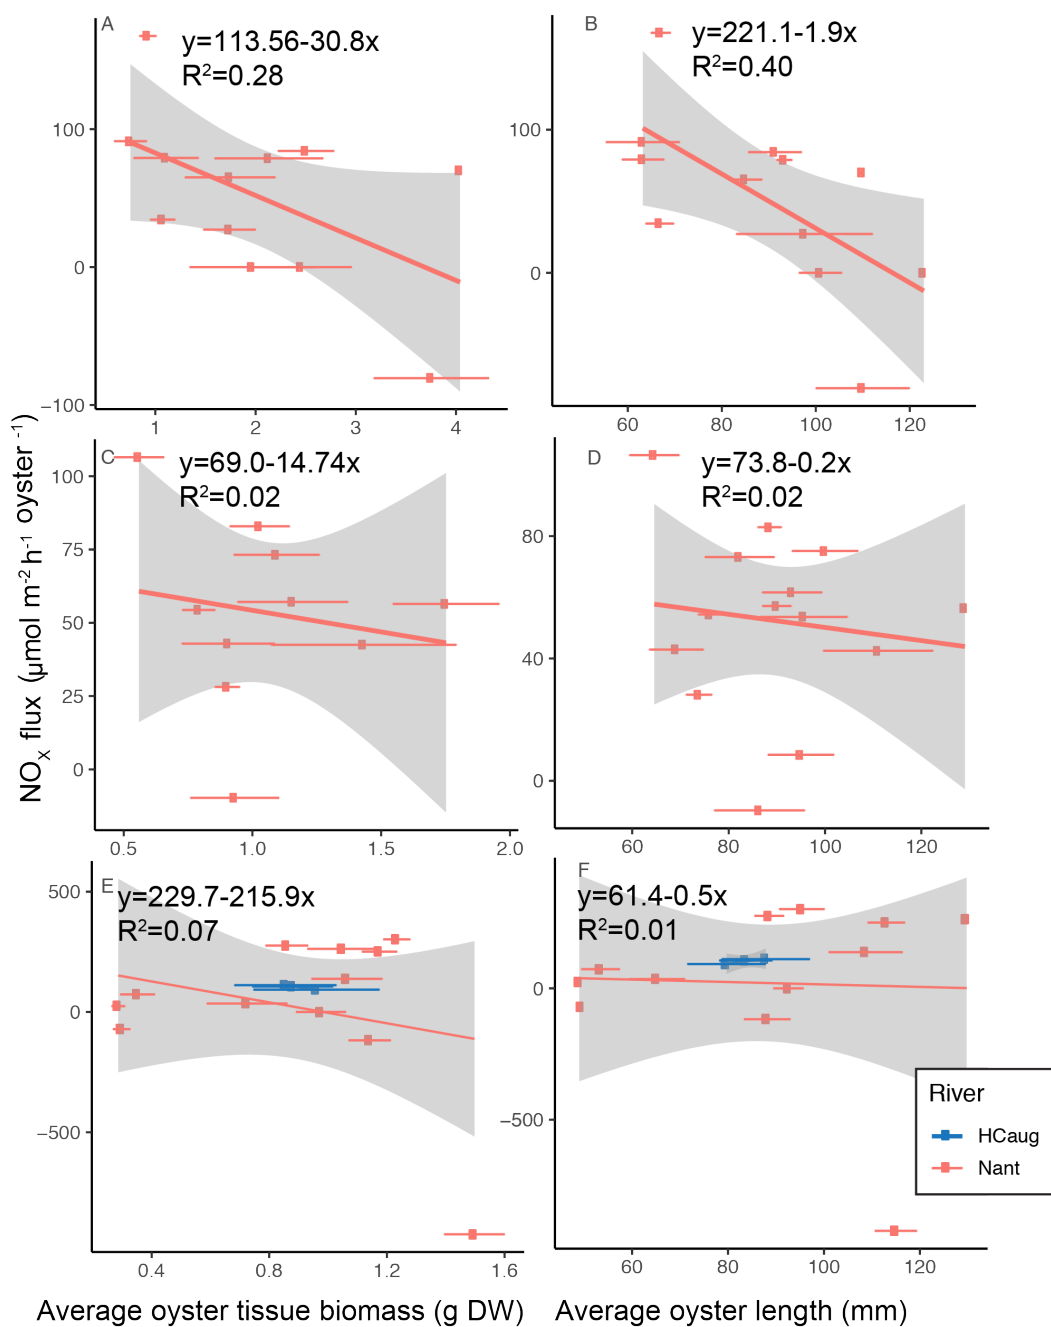 A
y=113.56-30.8x
R²=0.28
100
0
−100
1 2 3 4
B
y=221.1-1.9x
R²=0.40
100
0
60 80 100 120
C
y=69.0-14.74x
R²=0.02
100
75
50
25
0
0.5 1.0 1.5 2.0
D
y=73.8-0.2x
R²=0.02
80
40
0
60 80 100 120
E
y=229.7-215.9x
R²=0.07
500
0
−500
0.4 0.8 1.2 1.6
F
y=61.4-0.5x
R²=0.01
0
−500
60 80 100 120
River
HCaug
Nant
NOₓ flux (µmol m⁻² h⁻¹ oyster ⁻¹)
Average oyster tissue biomass (g DW)
Average oyster length (mm)